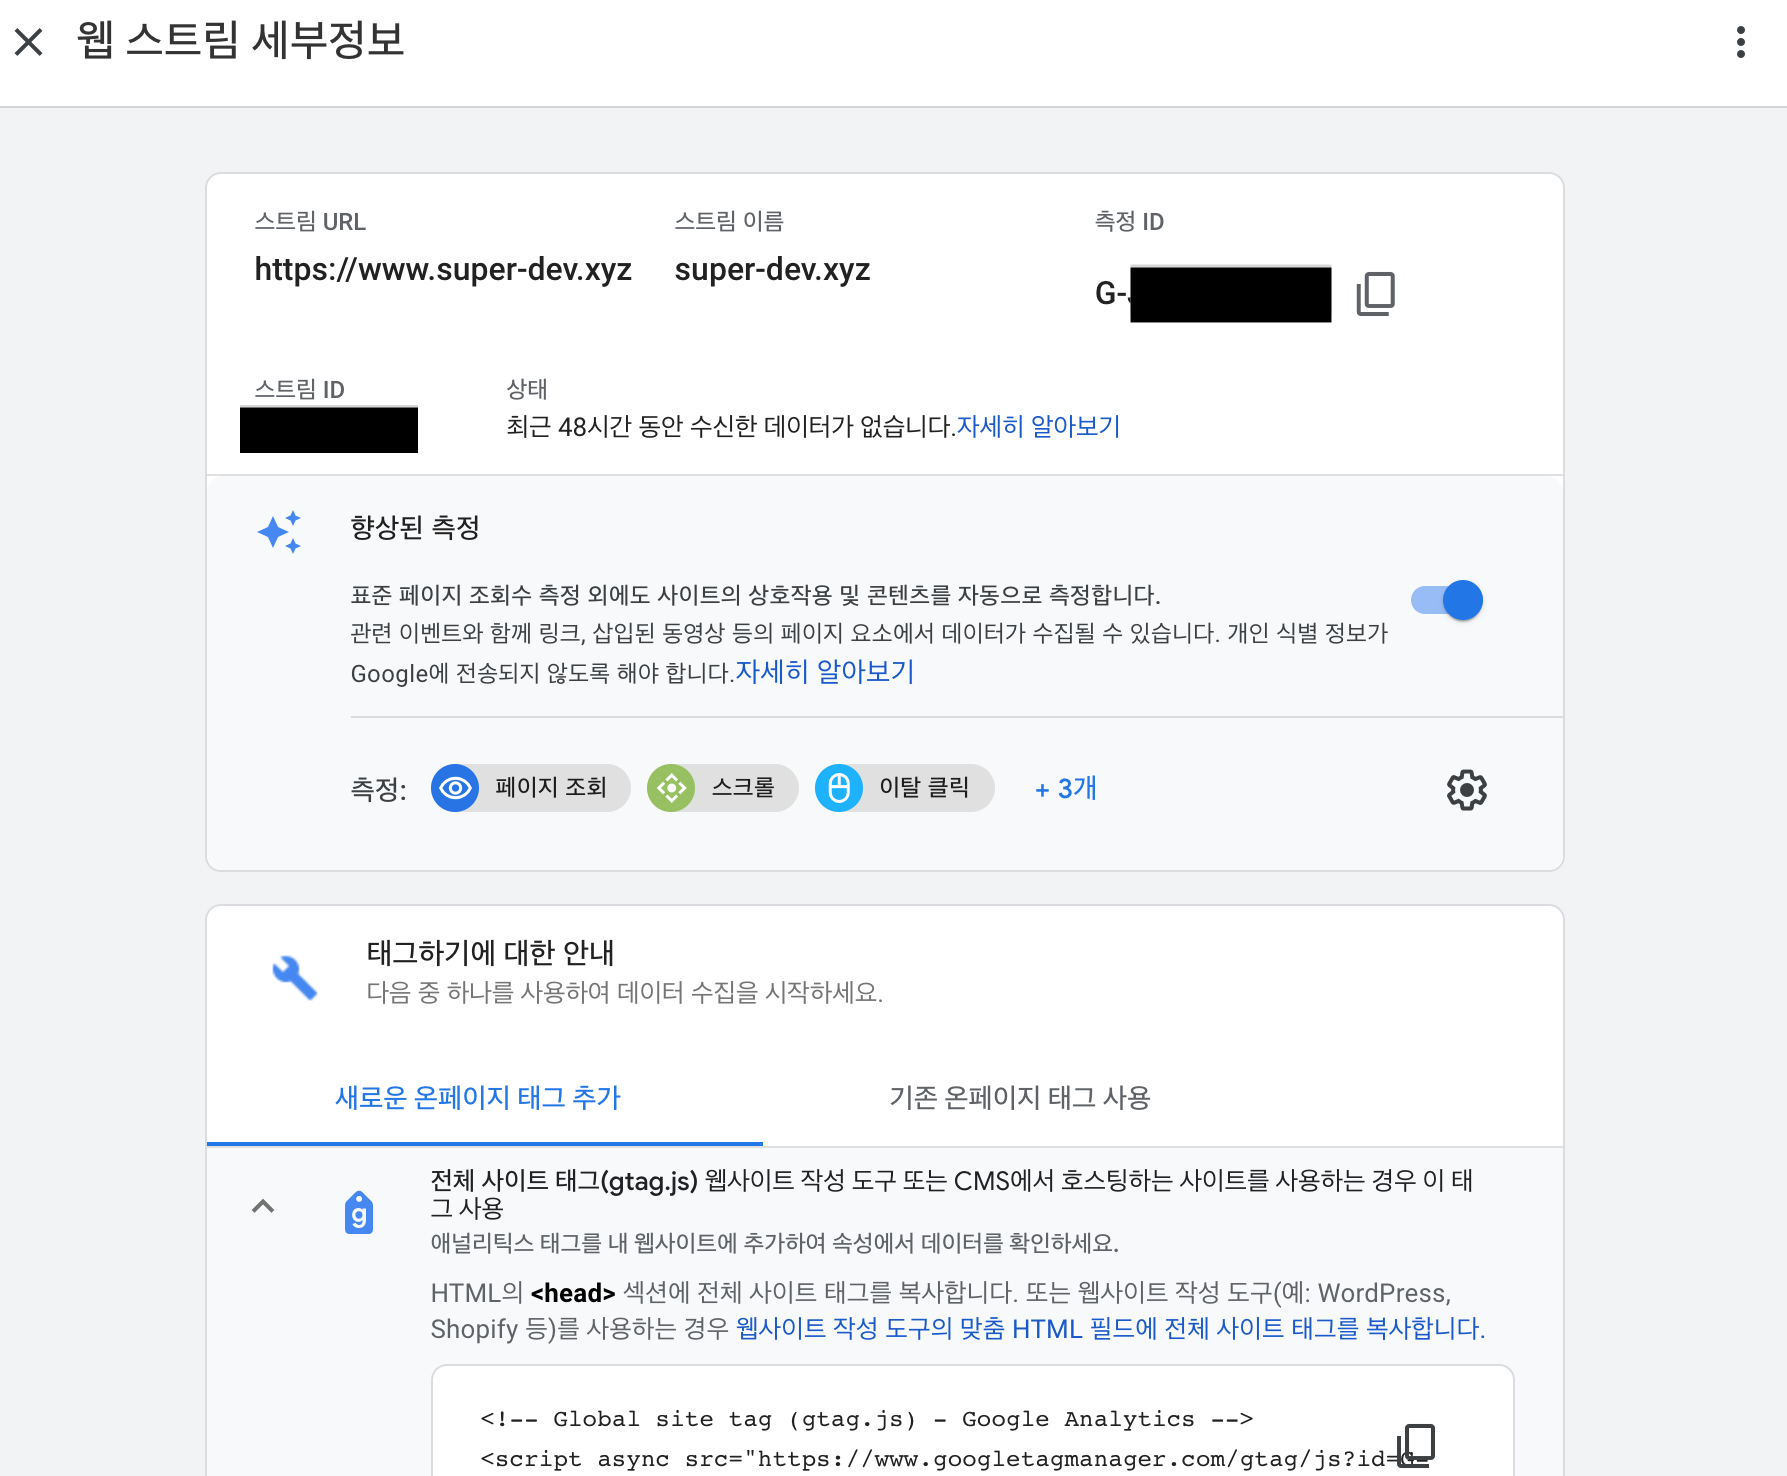 웹 스트림 세부정보
스트림 URL
스트림 이름
측정 ID
https://www.super-dev.xyz
super-dev.xyz
G-
스트림 ID
상태
최근 48시간 동안 수신한 데이터가 없습니다.자세히 알아보기
향상된 측정
표준 페이지 조회수 측정 외에도 사이트의 상호작용 및 콘텐츠를 자동으로 측정합니다.
관련 이벤트와 함께 링크, 삽입된 동영상 등의 페이지 요소에서 데이터가 수집될 수 있습니다. 개인 식별 정보가
Google에 전송되지 않도록 해야 합니다.자세히 알아보기
측정:
페이지 조회
스크롤
이탈 클릭
+ 3개
태그하기에 대한 안내
다음 중 하나를 사용하여 데이터 수집을 시작하세요.
새로운 온페이지 태그 추가
기존 온페이지 태그 사용
g
전체 사이트 태그(gtag.js) 웹사이트 작성 도구 또는 CMS에서 호스팅하는 사이트를 사용하는 경우 이 태
그 사용
애널리틱스 태그를 내 웹사이트에 추가하여 속성에서 데이터를 확인하세요.
HTML의 <head> 섹션에 전체 사이트 태그를 복사합니다. 또는 웹사이트 작성 도구(예: WordPress,
Shopify 등)를 사용하는 경우 웹사이트 작성 도구의 맞춤 HTML 필드에 전체 사이트 태그를 복사합니다.
<!-- Global site tag (gtag.js) - Google Analytics -->
<script async src="https://www.googletagmanager.com/gtag/js?id=G-